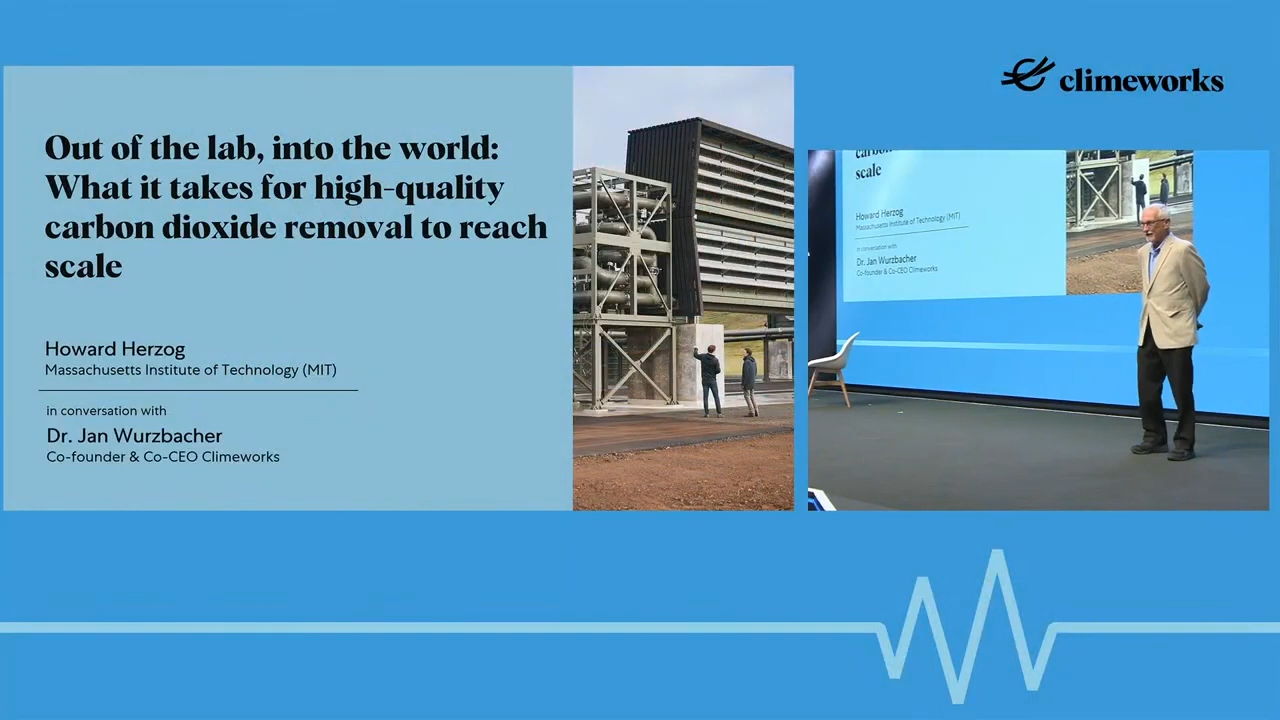 climeworks
Out of the lab, into the world:
What it takes for high-quality
carbon dioxide removal to reach
scale
Howard Herzog
Massachusetts Institute of Technology (MIT)
in conversation with
Dr. Jan Wurzbacher
Co-founder & Co-CEO Climeworks
scale
Howard Herzog
Massachusetts Institute of Technology (MIT)
in conversation with
Dr. Jan Wurzbacher
Co-founder & Co-CEO Climeworks